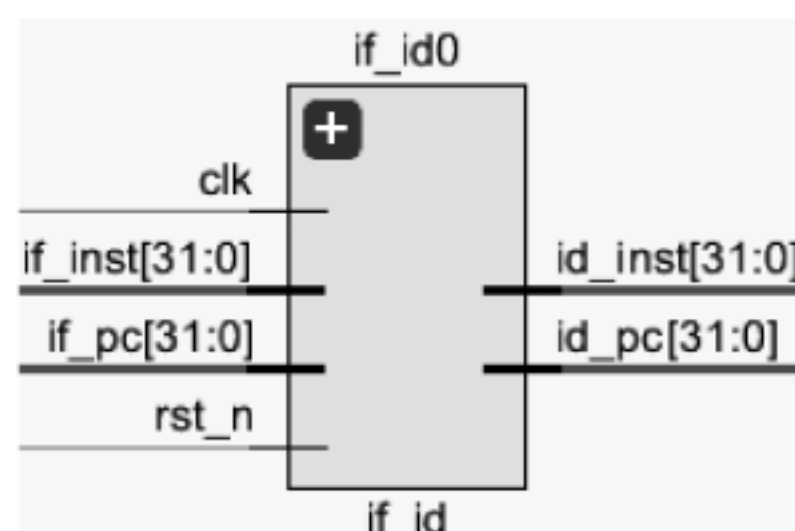 if_id0
clk
if_inst[31:0]
id_inst[31:0]
if_pc[31:0]
id_pc[31:0]
rst_n
if_id